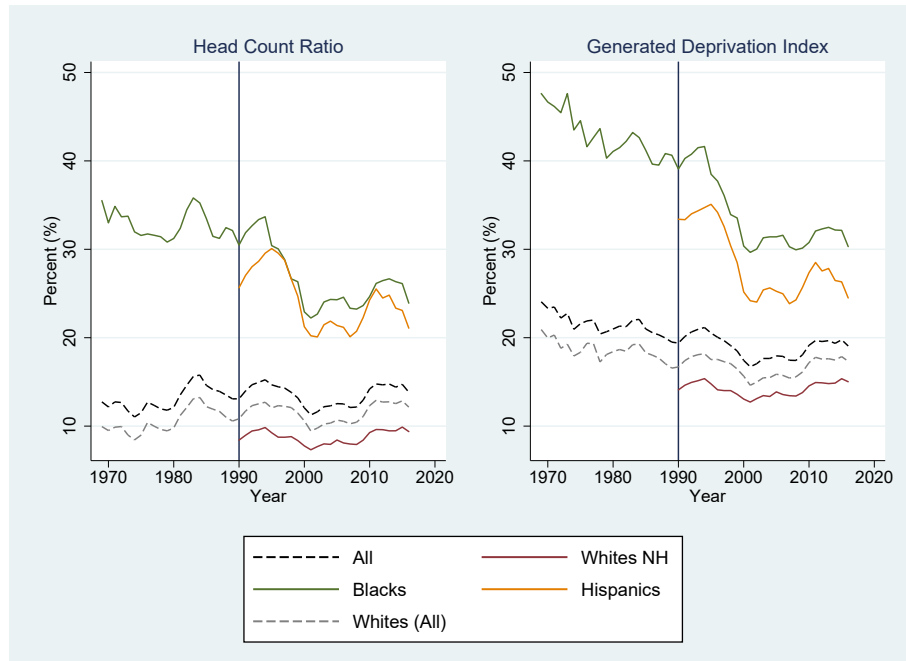 Head Count Ratio
Percent (%)
50
40
30
20
10
1970 1980 1990 2000 2010 2020
Year
Generated Deprivation Index
Percent (%)
50
40
30
20
10
1970 1980 1990 2000 2010 2020
Year
All Whites NH
Blacks Hispanics
Whites (All)